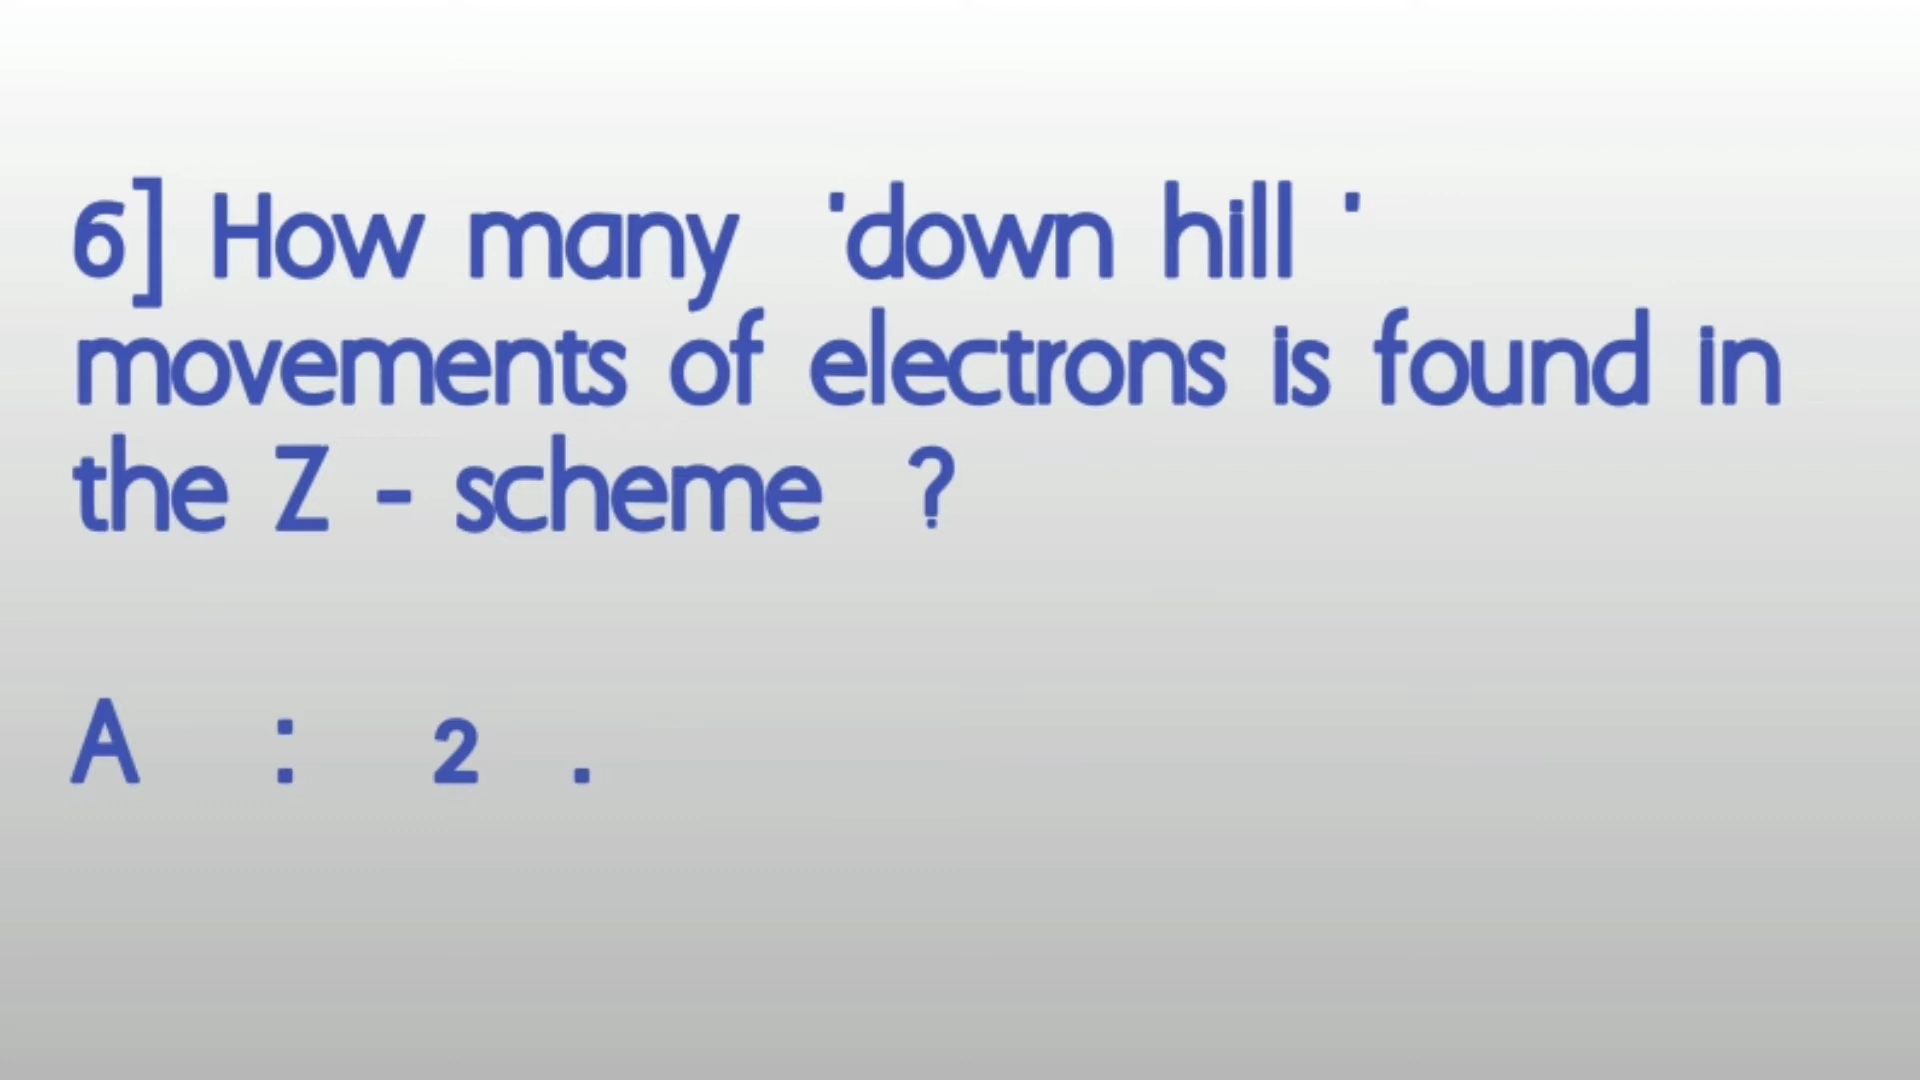 6] How many 'down hill '
movements of electrons is found in
the Z - scheme ?
A : 2 .